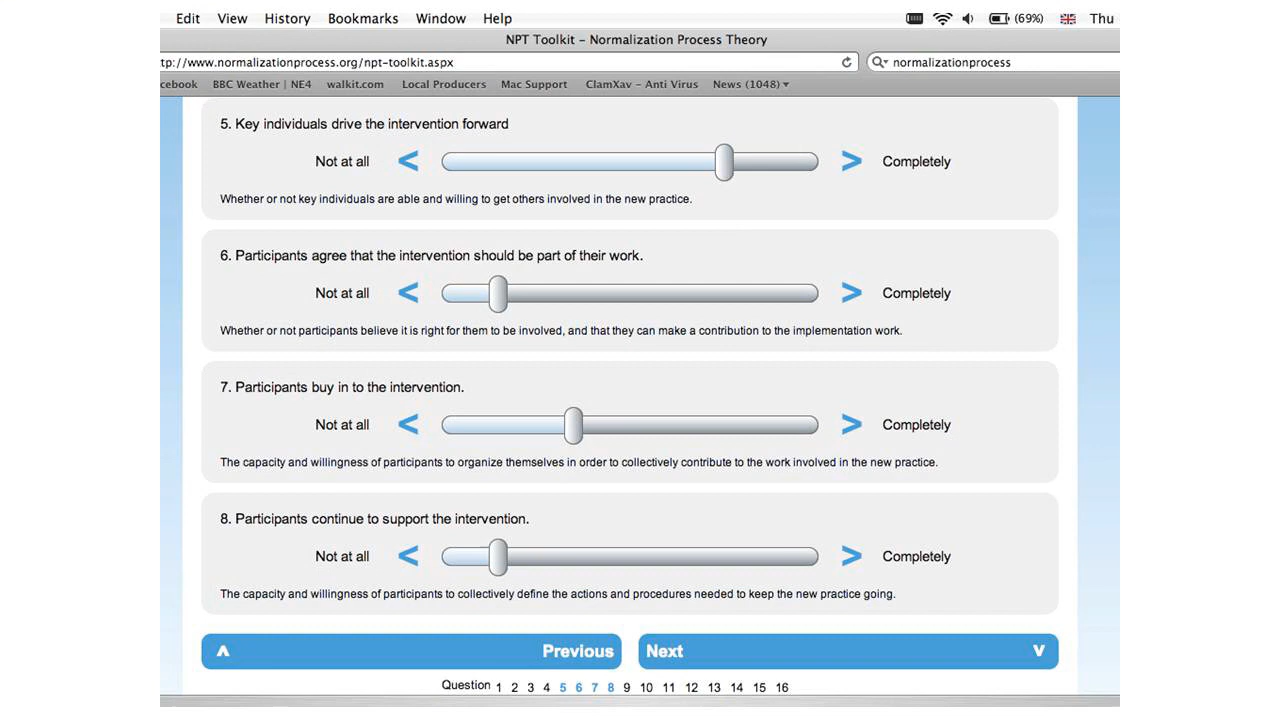 Edit View History Bookmarks Window Help (69%) Thu
NPT Toolkit – Normalization Process Theory
tp://www.normalizationprocess.org/npt-toolkit.aspx normalizationprocess
cebook BBC Weather | NE4 walkit.com Local Producers Mac Support ClamXav – Anti Virus News (1048)
5. Key individuals drive the intervention forward
Not at all < > Completely
Whether or not key individuals are able and willing to get others involved in the new practice.
6. Participants agree that the intervention should be part of their work.
Not at all < > Completely
Whether or not participants believe it is right for them to be involved, and that they can make a contribution to the implementation work.
7. Participants buy in to the intervention.
Not at all < > Completely
The capacity and willingness of participants to organize themselves in order to collectively contribute to the work involved in the new practice.
8. Participants continue to support the intervention.
Not at all < > Completely
The capacity and willingness of participants to collectively define the actions and procedures needed to keep the new practice going.
Previous Next
Question 1 2 3 4 5 6 7 8 9 10 11 12 13 14 15 16